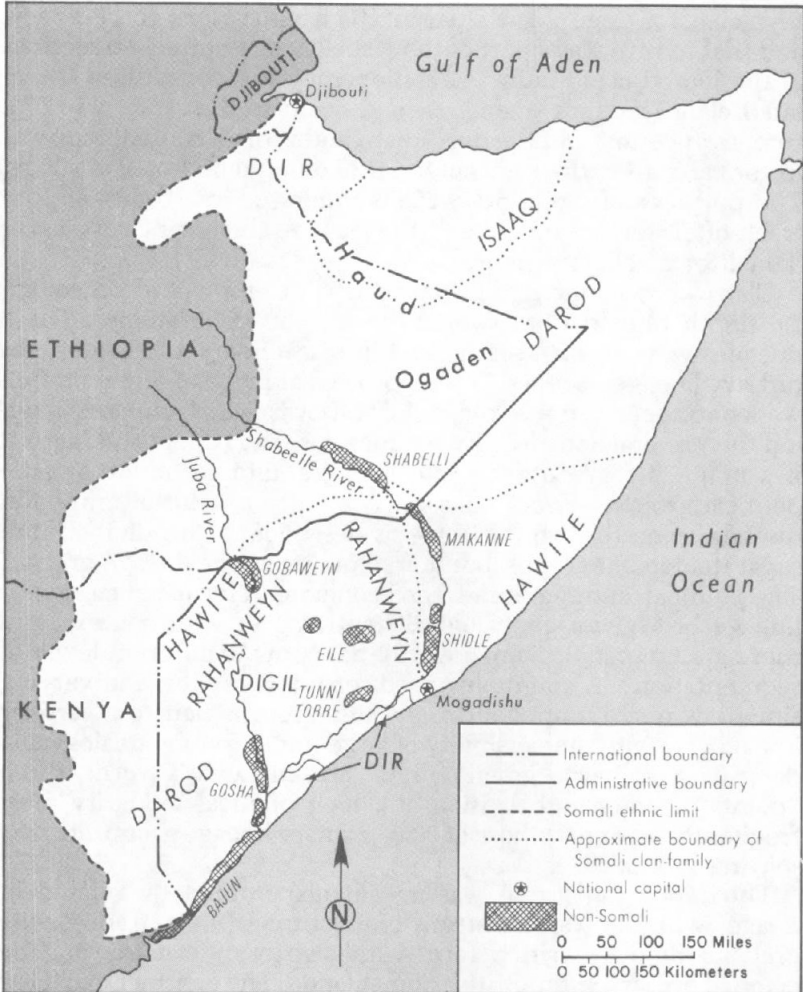 Gulf of Aden
DJIBOUTI
Djibouti
DIR
ISAAQ
Haud
DAROD
ETHIOPIA
Ogaden
Shabeelle River
SHABELLI
Juba River
MAKANNE
RAHANWEYN
HAWIYE
Indian
Ocean
GOBAWEYN
HAWIYE
RAHANWEYN
EILE
SHIDLE
DIGIL
TUNNI
TORRE
Mogadishu
KENYA
DIR
GOSHA
DAROD
BAJUN
N
International boundary
Administrative boundary
Somali ethnic limit
Approximate boundary of
Somali clan-family
National capital
Non-Somali
0 50 100 150 Miles
0 50 100 150 Kilometers